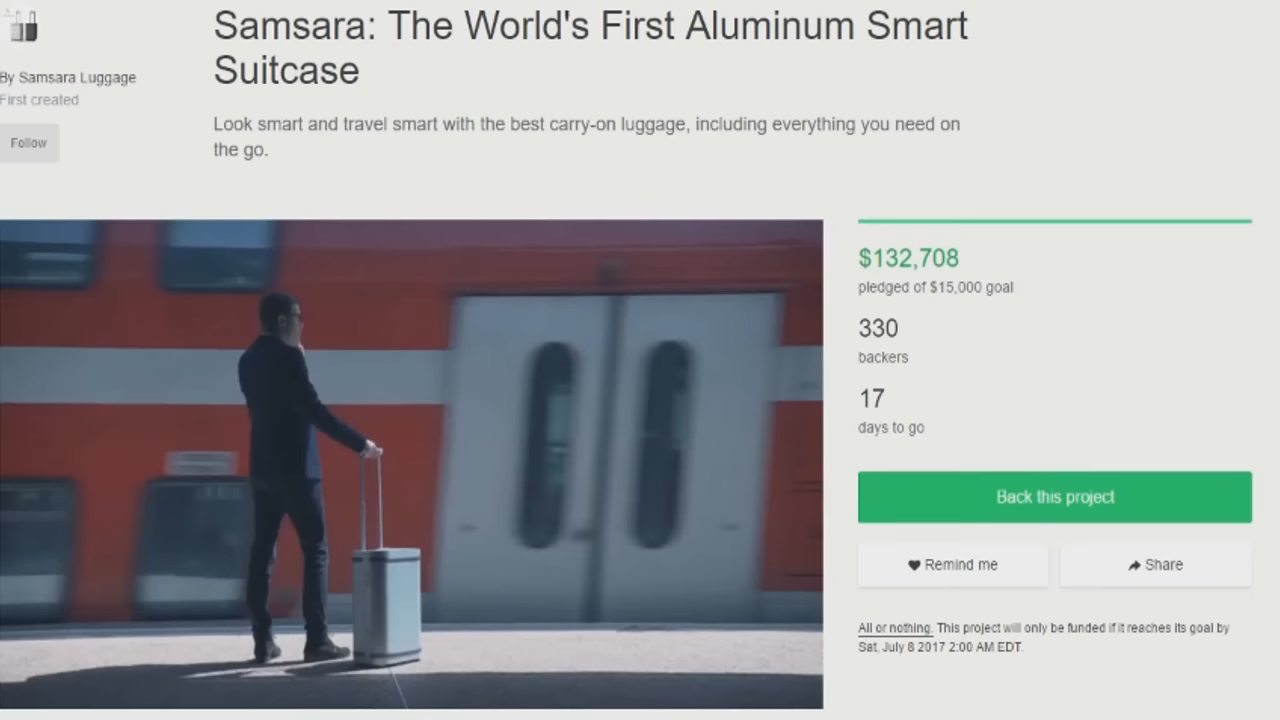 Samsara: The World's First Aluminum Smart
Suitcase
By Samsara Luggage
First created
Follow
Look smart and travel smart with the best carry-on luggage, including everything you need on
the go.
$132,708
pledged of $15,000 goal
330
backers
17
days to go
Back this project
Remind me
Share
All or nothing. This project will only be funded if it reaches its goal by
Sat, July 8 2017 2:00 AM EDT.